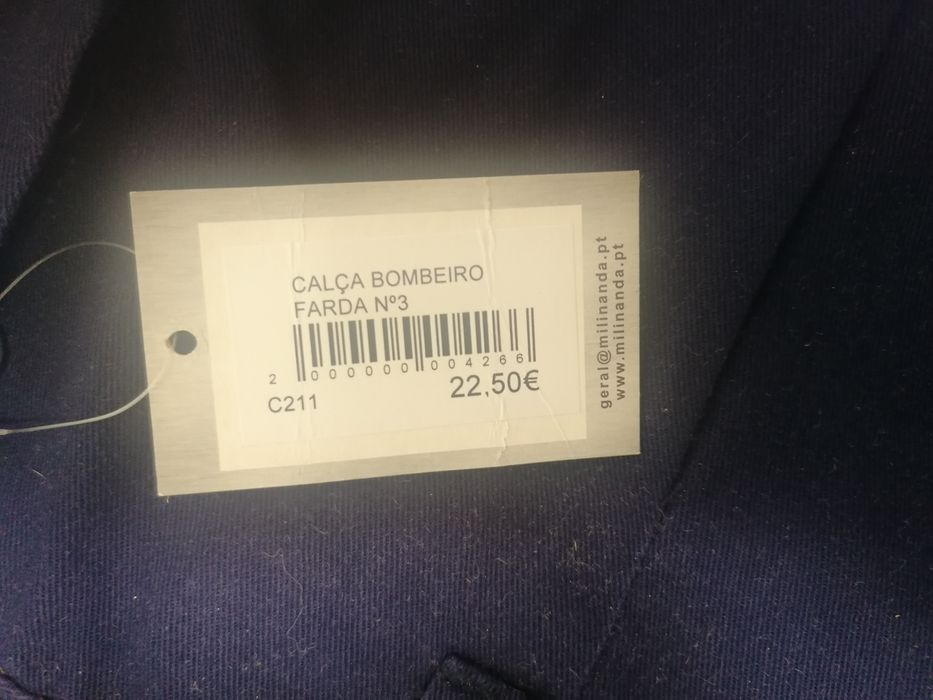 CALÇA BOMBEIRO
FARDA Nº3
2 000000 004266
C211
22,50€
geral@milinanda.pt
www.milinanda.pt